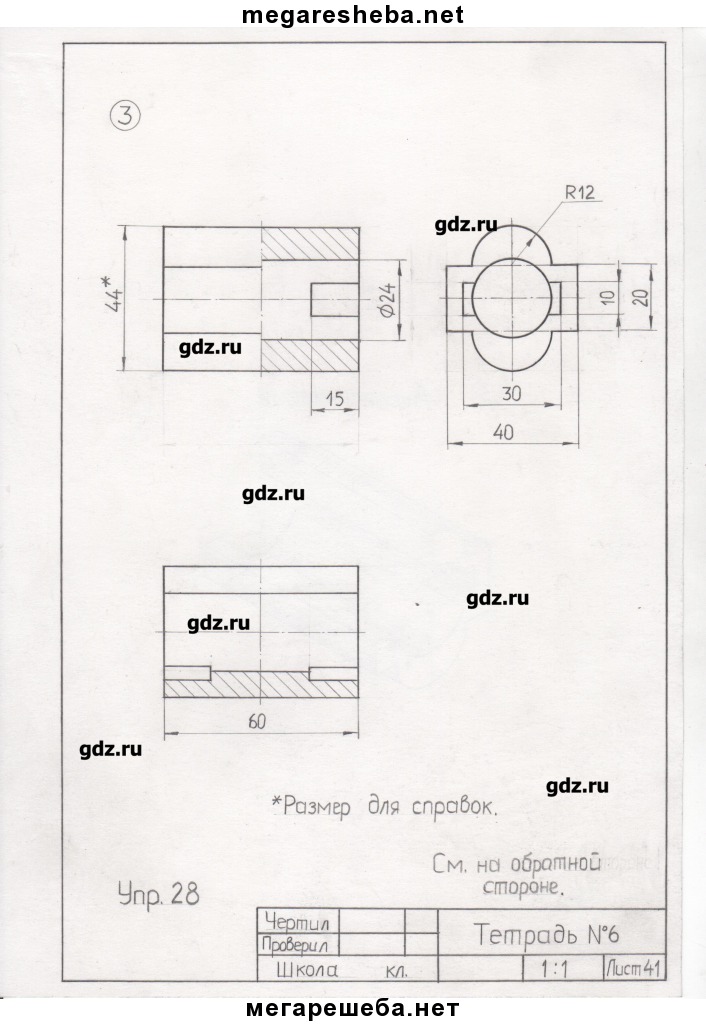 megaresheba.net
3
R12
gdz.ru
44*
⌀24
10
20
gdz.ru
15
30
40
gdz.ru
gdz.ru
gdz.ru
60
gdz.ru
gdz.ru
*Размер для справок.
См. на обратной
стороне.
Упр. 28
Чертил
Проверил
Тетрадь №6
Школа кл.
1:1
Лист 41
мегарешеба.нет